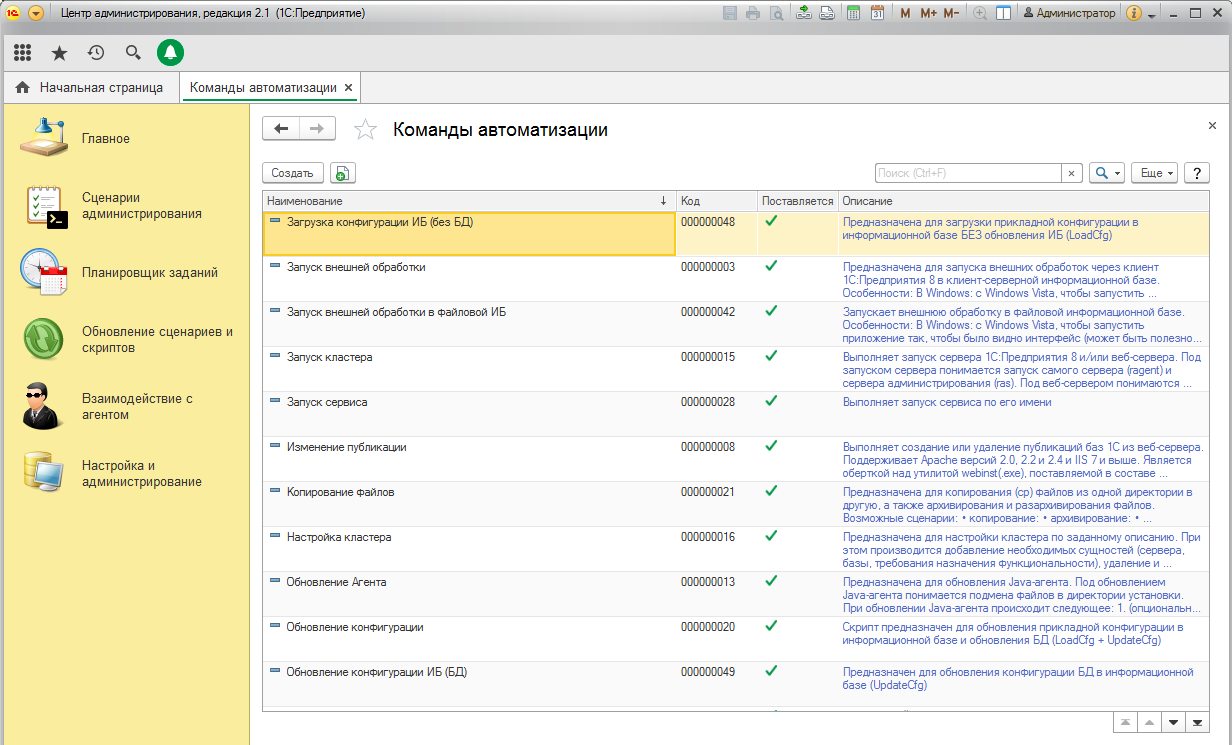 Центр администрирования, редакция 2.1 (1С:Предприятие)
M M+ M- Администратор
Начальная страница
Команды автоматизации
Главное
Сценарии
администрирования
Планировщик заданий
Обновление сценариев и
скриптов
Взаимодействие с
агентом
Настройка и
администрирование
Команды автоматизации
Создать
Поиск (Ctrl+F)
Еще
?
Наименование Код Поставляется Описание
Загрузка конфигурации ИБ (без БД) 000000048 Предназначена для загрузки прикладной конфигурации в
информационной базе БЕЗ обновления ИБ (LoadCfg)
Запуск внешней обработки 000000003 Предназначена для запуска внешних обработок через клиент
1С:Предприятия 8 в клиент-серверной информационной базе.
Особенности: В Windows: с Windows Vista, чтобы запустить ...
Запуск внешней обработки в файловой ИБ 000000042 Запускает внешнюю обработку в файловой информационной базе.
Особенности: В Windows: с Windows Vista, чтобы запустить
приложение так, чтобы было видно интерфейс (может быть полезно...
Запуск кластера 000000015 Выполняет запуск сервера 1С:Предприятия 8 и/или веб-сервера. Под
запуском сервера понимается запуск самого сервера (ragent) и
сервера администрирования (ras). Под веб-сервером понимаются ...
Запуск сервиса 000000028 Выполняет запуск сервиса по его имени
Изменение публикации 000000008 Выполняет создание или удаление публикаций баз 1С из веб-сервера.
Поддерживает Apache версий 2.0, 2.2 и 2.4 и IIS 7 и выше. Является
оберткой над утилитой webinst(.exe), поставляемой в составе ...
Копирование файлов 000000021 Предназначена для копирования (cp) файлов из одной директории в
другую, а также архивирования и разархивирования файлов.
Возможные сценарии: • копирование: • архивирование: • ...
Настройка кластера 000000016 Предназначена для настройки кластера по заданному описанию. При
этом производится добавление необходимых сущностей (сервера,
базы, требования назначения функциональности), удаление и ...
Обновление Агента 000000013 Предназначена для обновления Java-агента. Под обновлением
Java-агента понимается подмена файлов в директории установки.
При обновлении Java-агента происходит следующее: 1. (опциональн...
Обновление конфигурации 000000020 Скрипт предназначен для обновления прикладной конфигурации в
информационной базе и обновления БД (LoadCfg + UpdateCfg)
Обновление конфигурации ИБ (БД) 000000049 Предназначен для обновления конфигурации БД в информационной
базе (UpdateCfg)